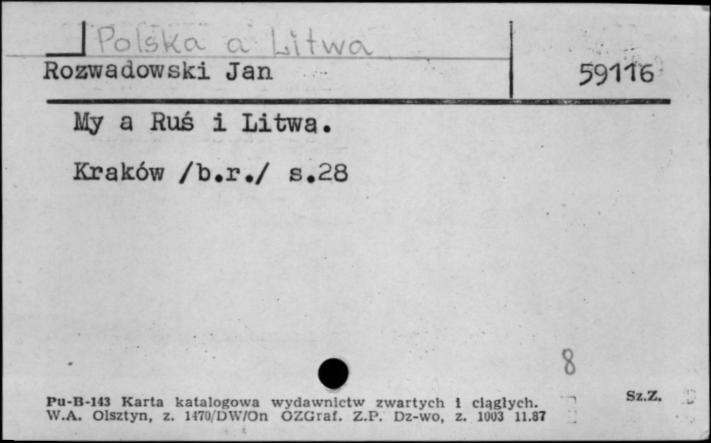 Polska a Litwa
Rozwadowski Jan 59116
My a Ruś i Litwa.
Kraków /b.r./ s.28
8
Pu-B-143 Karta katalogowa wydawnictw zwartych i ciągłych. Sz.Z.
W.A. Olsztyn, z. 1470/DW/On OZGraf. Z.P. Dz-wo, z. 1003 11.87